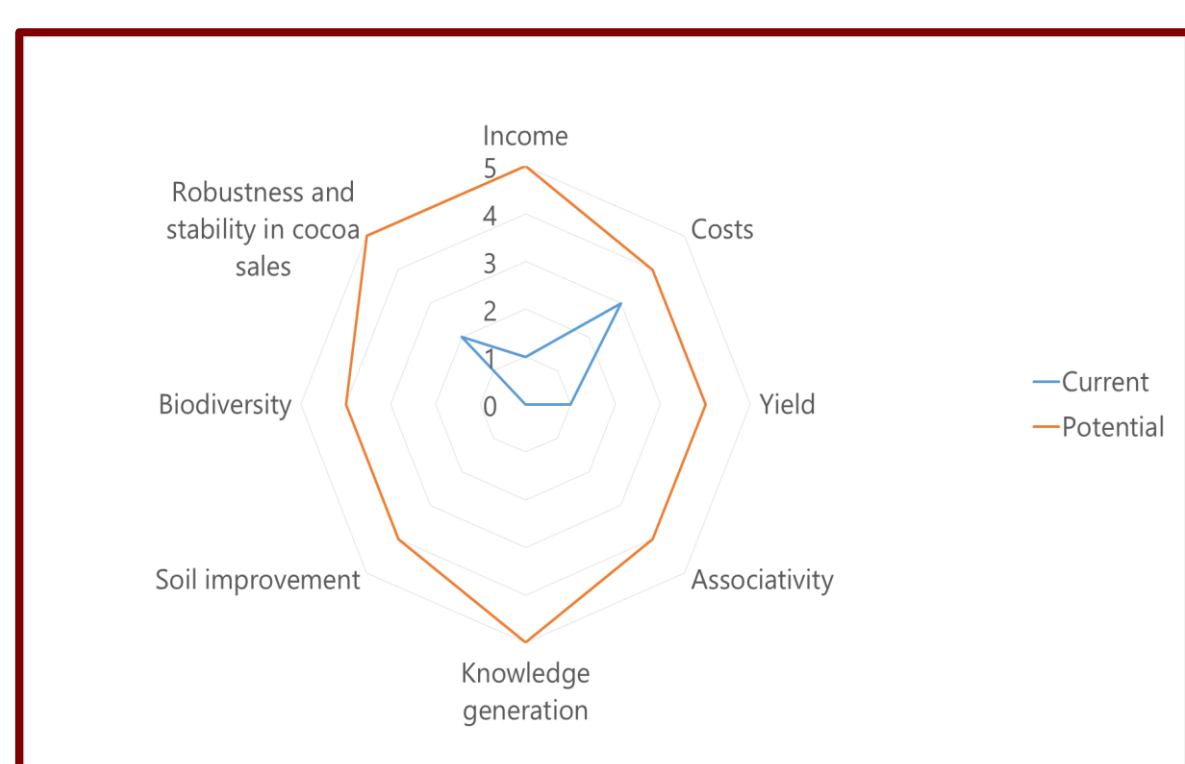 Income
5
Robustness and
stability in cocoa
sales
4
Costs
3
2
1
Biodiversity
0
Yield
Current
Potential
Soil improvement
Associativity
Knowledge
generation